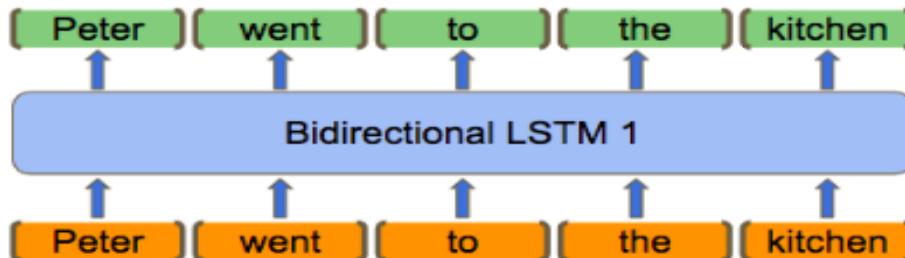 Peter went to the kitchen
Bidirectional LSTM 1
Peter went to the kitchen